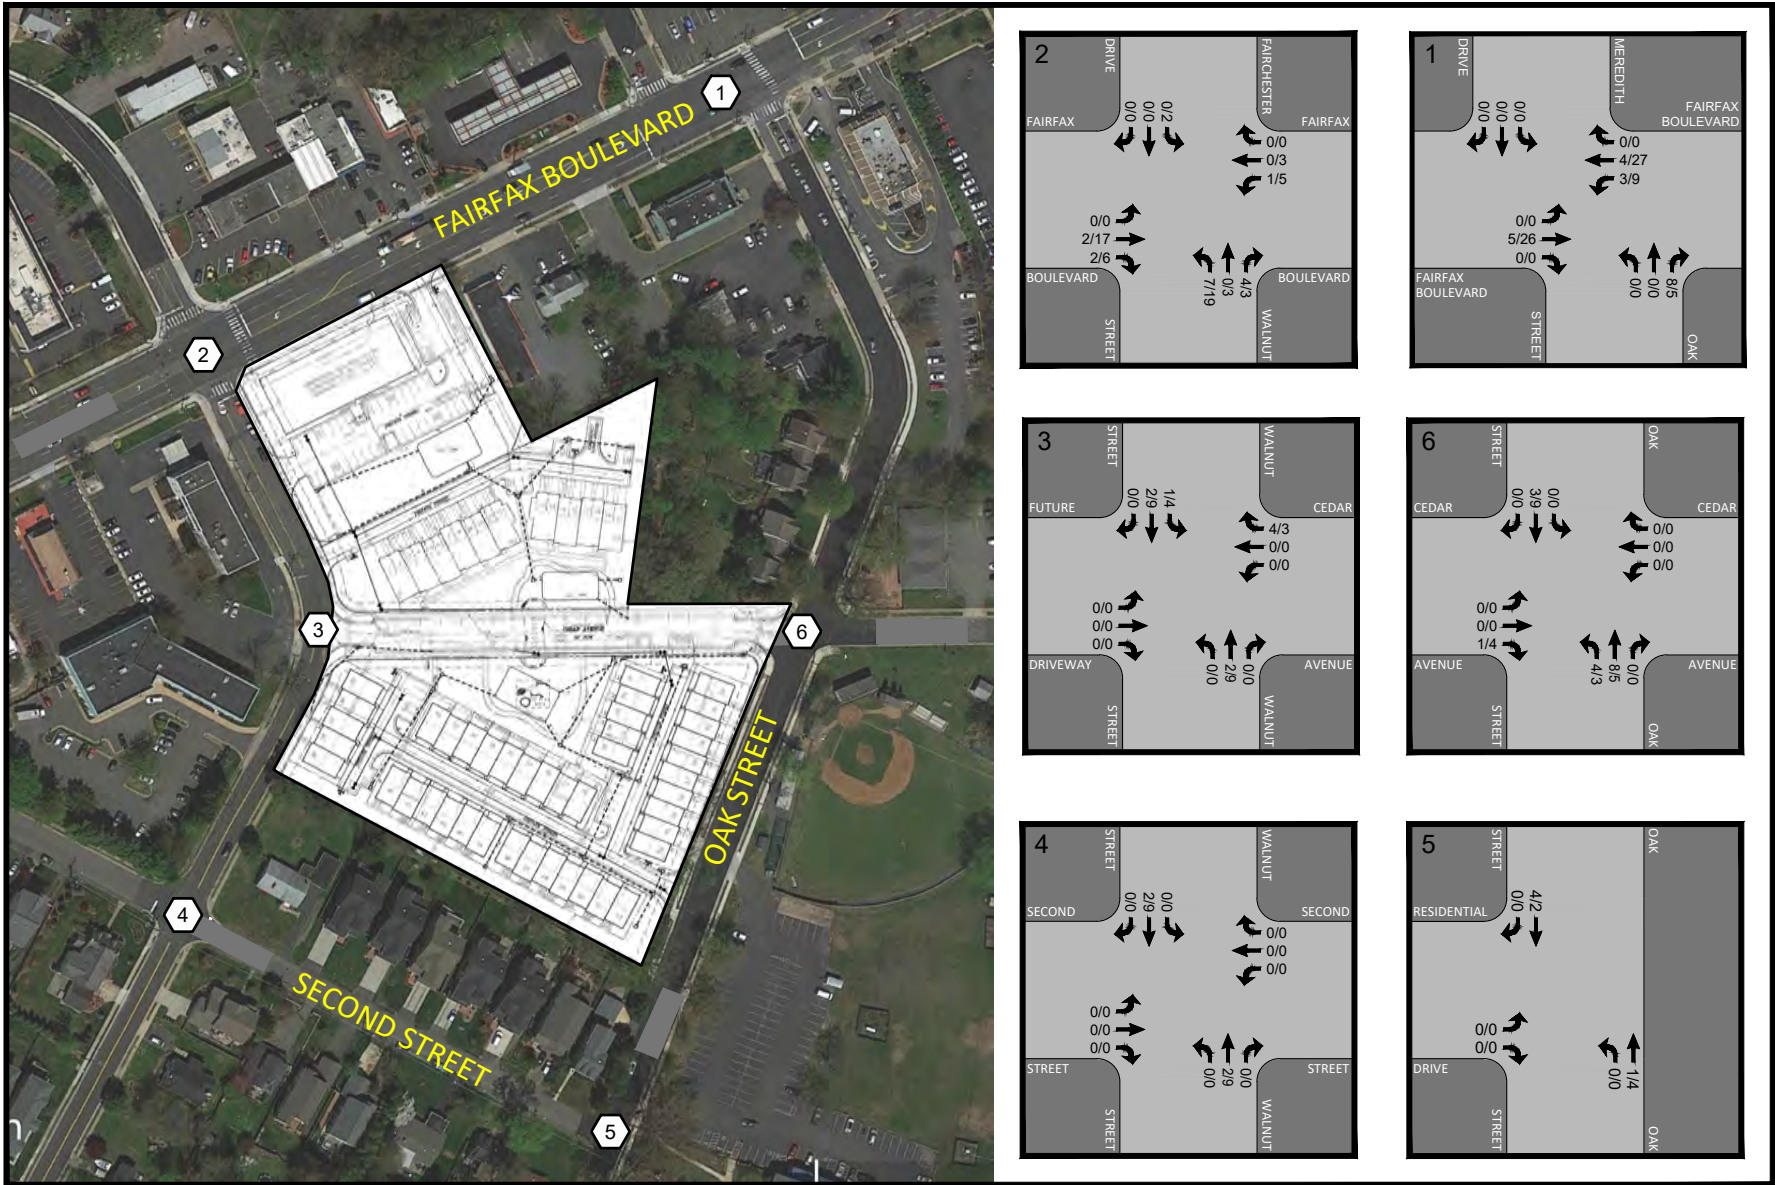 FAIRFAX BOULEVARD
1
2
3
6
OAK STREET
4
SECOND STREET
5
2
DRIVE
FAIRCHESTER
FAIRFAX
FAIRFAX
0/0
0/0
0/2
0/0
0/3
1/5
0/0
2/17
2/6
7/19
0/3
4/3
BOULEVARD
BOULEVARD
STREET
WALNUT
1
DRIVE
MEREDITH
FAIRFAX
BOULEVARD
0/0
0/0
0/0
0/0
4/27
3/9
0/0
5/26
0/0
0/0
0/0
8/5
FAIRFAX
BOULEVARD
STREET
OAK
3
STREET
WALNUT
FUTURE
CEDAR
0/0
2/9
1/4
4/3
0/0
0/0
0/0
0/0
0/0
0/0
2/9
0/0
DRIVEWAY
AVENUE
STREET
WALNUT
6
STREET
OAK
CEDAR
CEDAR
0/0
3/9
0/0
0/0
0/0
0/0
0/0
0/0
1/4
4/3
8/5
0/0
AVENUE
AVENUE
STREET
OAK
4
STREET
WALNUT
SECOND
SECOND
0/0
2/9
0/0
0/0
0/0
0/0
0/0
0/0
0/0
0/0
2/9
0/0
STREET
STREET
STREET
WALNUT
5
STREET
OAK
RESIDENTIAL
0/0
4/2
0/0
0/0
0/0
1/4
DRIVE
STREET
OAK